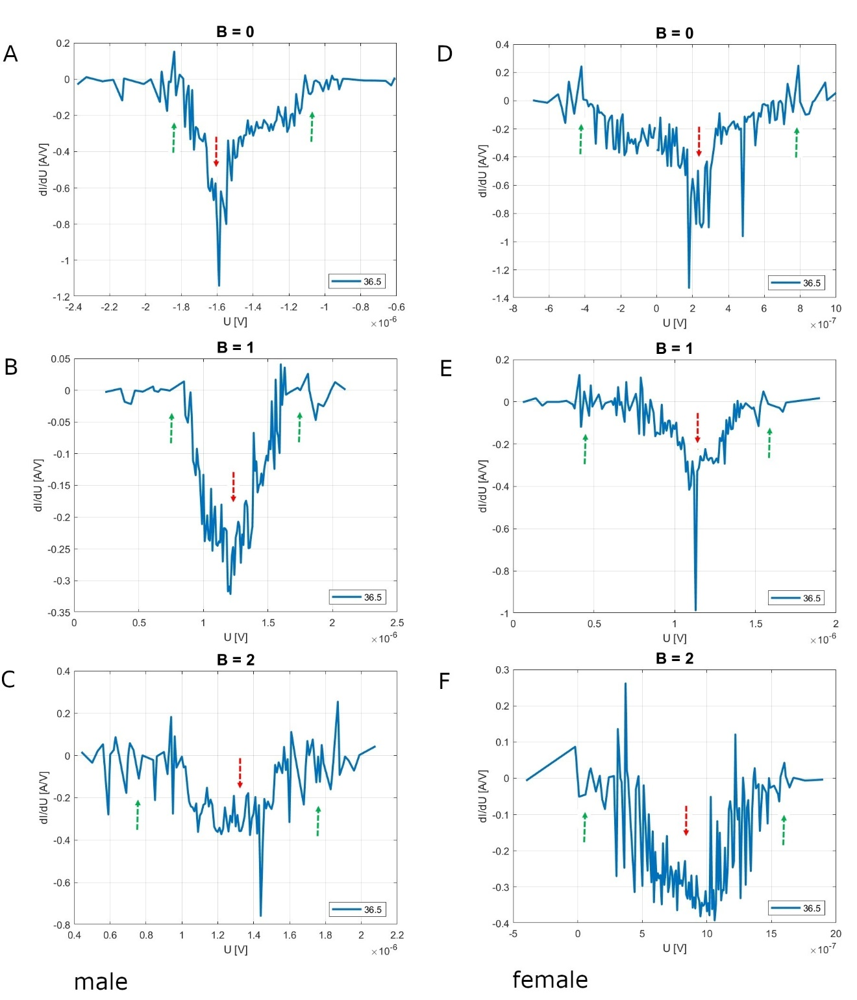 A
B = 0
0.2
0
-0.2
-0.4
-0.6
-0.8
-1
-1.2
dI/dU [A/V]
36.5
-2.4 -2.2 -2 -1.8 -1.6 -1.4 -1.2 -1 -0.8 -0.6
U [V]
×10-6
D
B = 0
0.4
0.2
0
-0.2
-0.4
-0.6
-0.8
-1
-1.2
-1.4
dI/dU [A/V]
36.5
-8 -6 -4 -2 0 2 4 6 8 10
U [V]
×10-7
B
B = 1
0.05
0
-0.05
-0.1
-0.15
-0.2
-0.25
-0.3
-0.35
dI/dU [A/V]
36.5
0 0.5 1 1.5 2 2.5
U [V]
×10-6
E
B = 1
0.2
0
-0.2
-0.4
-0.6
-0.8
-1
dI/dU [A/V]
36.5
0 0.5 1 1.5 2
U [V]
×10-6
C
B = 2
0.4
0.2
0
-0.2
-0.4
-0.6
-0.8
dI/dU [A/V]
36.5
0.4 0.6 0.8 1 1.2 1.4 1.6 1.8 2 2.2
U [V]
×10-6
F
B = 2
0.3
0.2
0.1
0
-0.1
-0.2
-0.3
-0.4
dI/dU [A/V]
36.5
-5 0 5 10 15 20
U [V]
×10-7
male
female